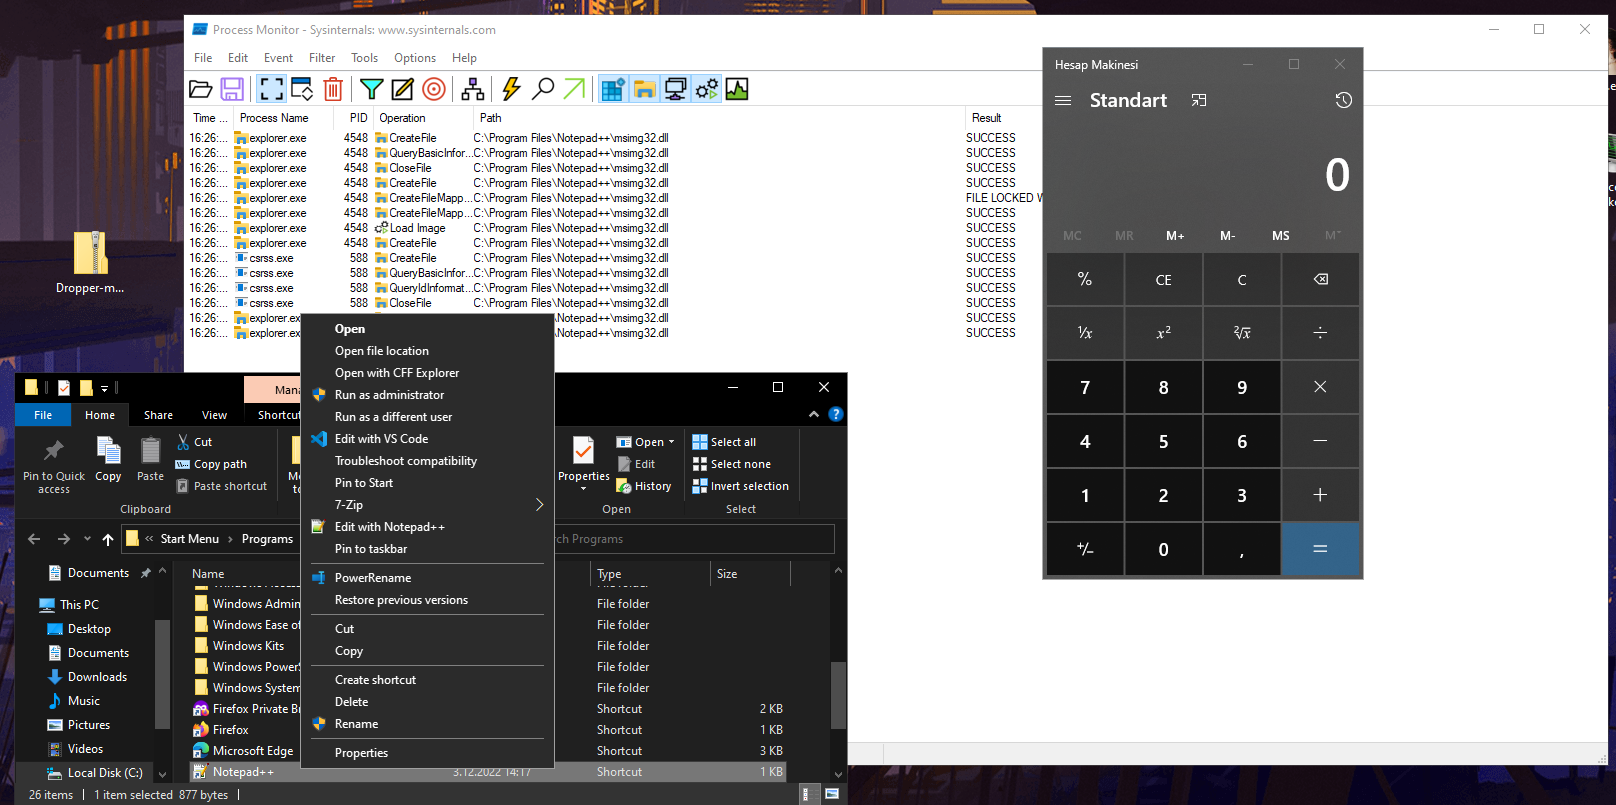 Process Monitor - Sysinternals: www.sysinternals.com
File Edit Event Filter Tools Options Help
Time ... Process Name PID Operation Path Result
16:26:... explorer.exe 4548 CreateFile C:\Program Files\Notepad++\msimg32.dll SUCCESS
16:26:... explorer.exe 4548 QueryBasicInfor... C:\Program Files\Notepad++\msimg32.dll SUCCESS
16:26:... explorer.exe 4548 CloseFile C:\Program Files\Notepad++\msimg32.dll SUCCESS
16:26:... explorer.exe 4548 CreateFile C:\Program Files\Notepad++\msimg32.dll SUCCESS
16:26:... explorer.exe 4548 CreateFileMapp... C:\Program Files\Notepad++\msimg32.dll FILE LOCKED W
16:26:... explorer.exe 4548 CreateFileMapp... C:\Program Files\Notepad++\msimg32.dll SUCCESS
16:26:... explorer.exe 4548 Load Image C:\Program Files\Notepad++\msimg32.dll SUCCESS
16:26:... explorer.exe 4548 CreateFile C:\Program Files\Notepad++\msimg32.dll SUCCESS
16:26:... csrss.exe 588 CreateFile C:\Program Files\Notepad++\msimg32.dll SUCCESS
16:26:... csrss.exe 588 QueryBasicInfor... C:\Program Files\Notepad++\msimg32.dll SUCCESS
16:26:... csrss.exe 588 QueryIdInformat... C:\Program Files\Notepad++\msimg32.dll SUCCESS
16:26:... csrss.exe 588 CloseFile C:\Program Files\Notepad++\msimg32.dll SUCCESS
16:26:... explorer.exe \Notepad++\msimg32.dll SUCCESS
16:26:... explorer.exe \Notepad++\msimg32.dll SUCCESS
Dropper-m...
Hesap Makinesi
Standart
0
MC MR M+ M- MS M˅
% CE C
¹/x x² ²√x ÷
7 8 9 ×
4 5 6 −
1 2 3 +
+/− 0 , =
Open
Open file location
Open with CFF Explorer
Run as administrator
Run as a different user
Edit with VS Code
Troubleshoot compatibility
Pin to Start
7-Zip
Edit with Notepad++
Pin to taskbar
PowerRename
Restore previous versions
Cut
Copy
Create shortcut
Delete
Rename
Properties
Mana
File Home Share View Shortcut
Pin to Quick access
Copy
Paste
Cut
Copy path
Paste shortcut
Clipboard
Mo
to
Properties
Open
Edit
History
Open
Select all
Select none
Invert selection
Select
« Start Menu › Programs
rch Programs
Documents
This PC
Desktop
Documents
Downloads
Music
Pictures
Videos
Local Disk (C:)
Name Type Size
File folder
Windows Admin File folder
Windows Ease of File folder
Windows Kits File folder
Windows PowerS File folder
Windows System File folder
Firefox Private Br Shortcut 2 KB
Firefox Shortcut 1 KB
Microsoft Edge Shortcut 3 KB
Notepad++ 3.12.2022 14:17 Shortcut 1 KB
26 items 1 item selected 877 bytes